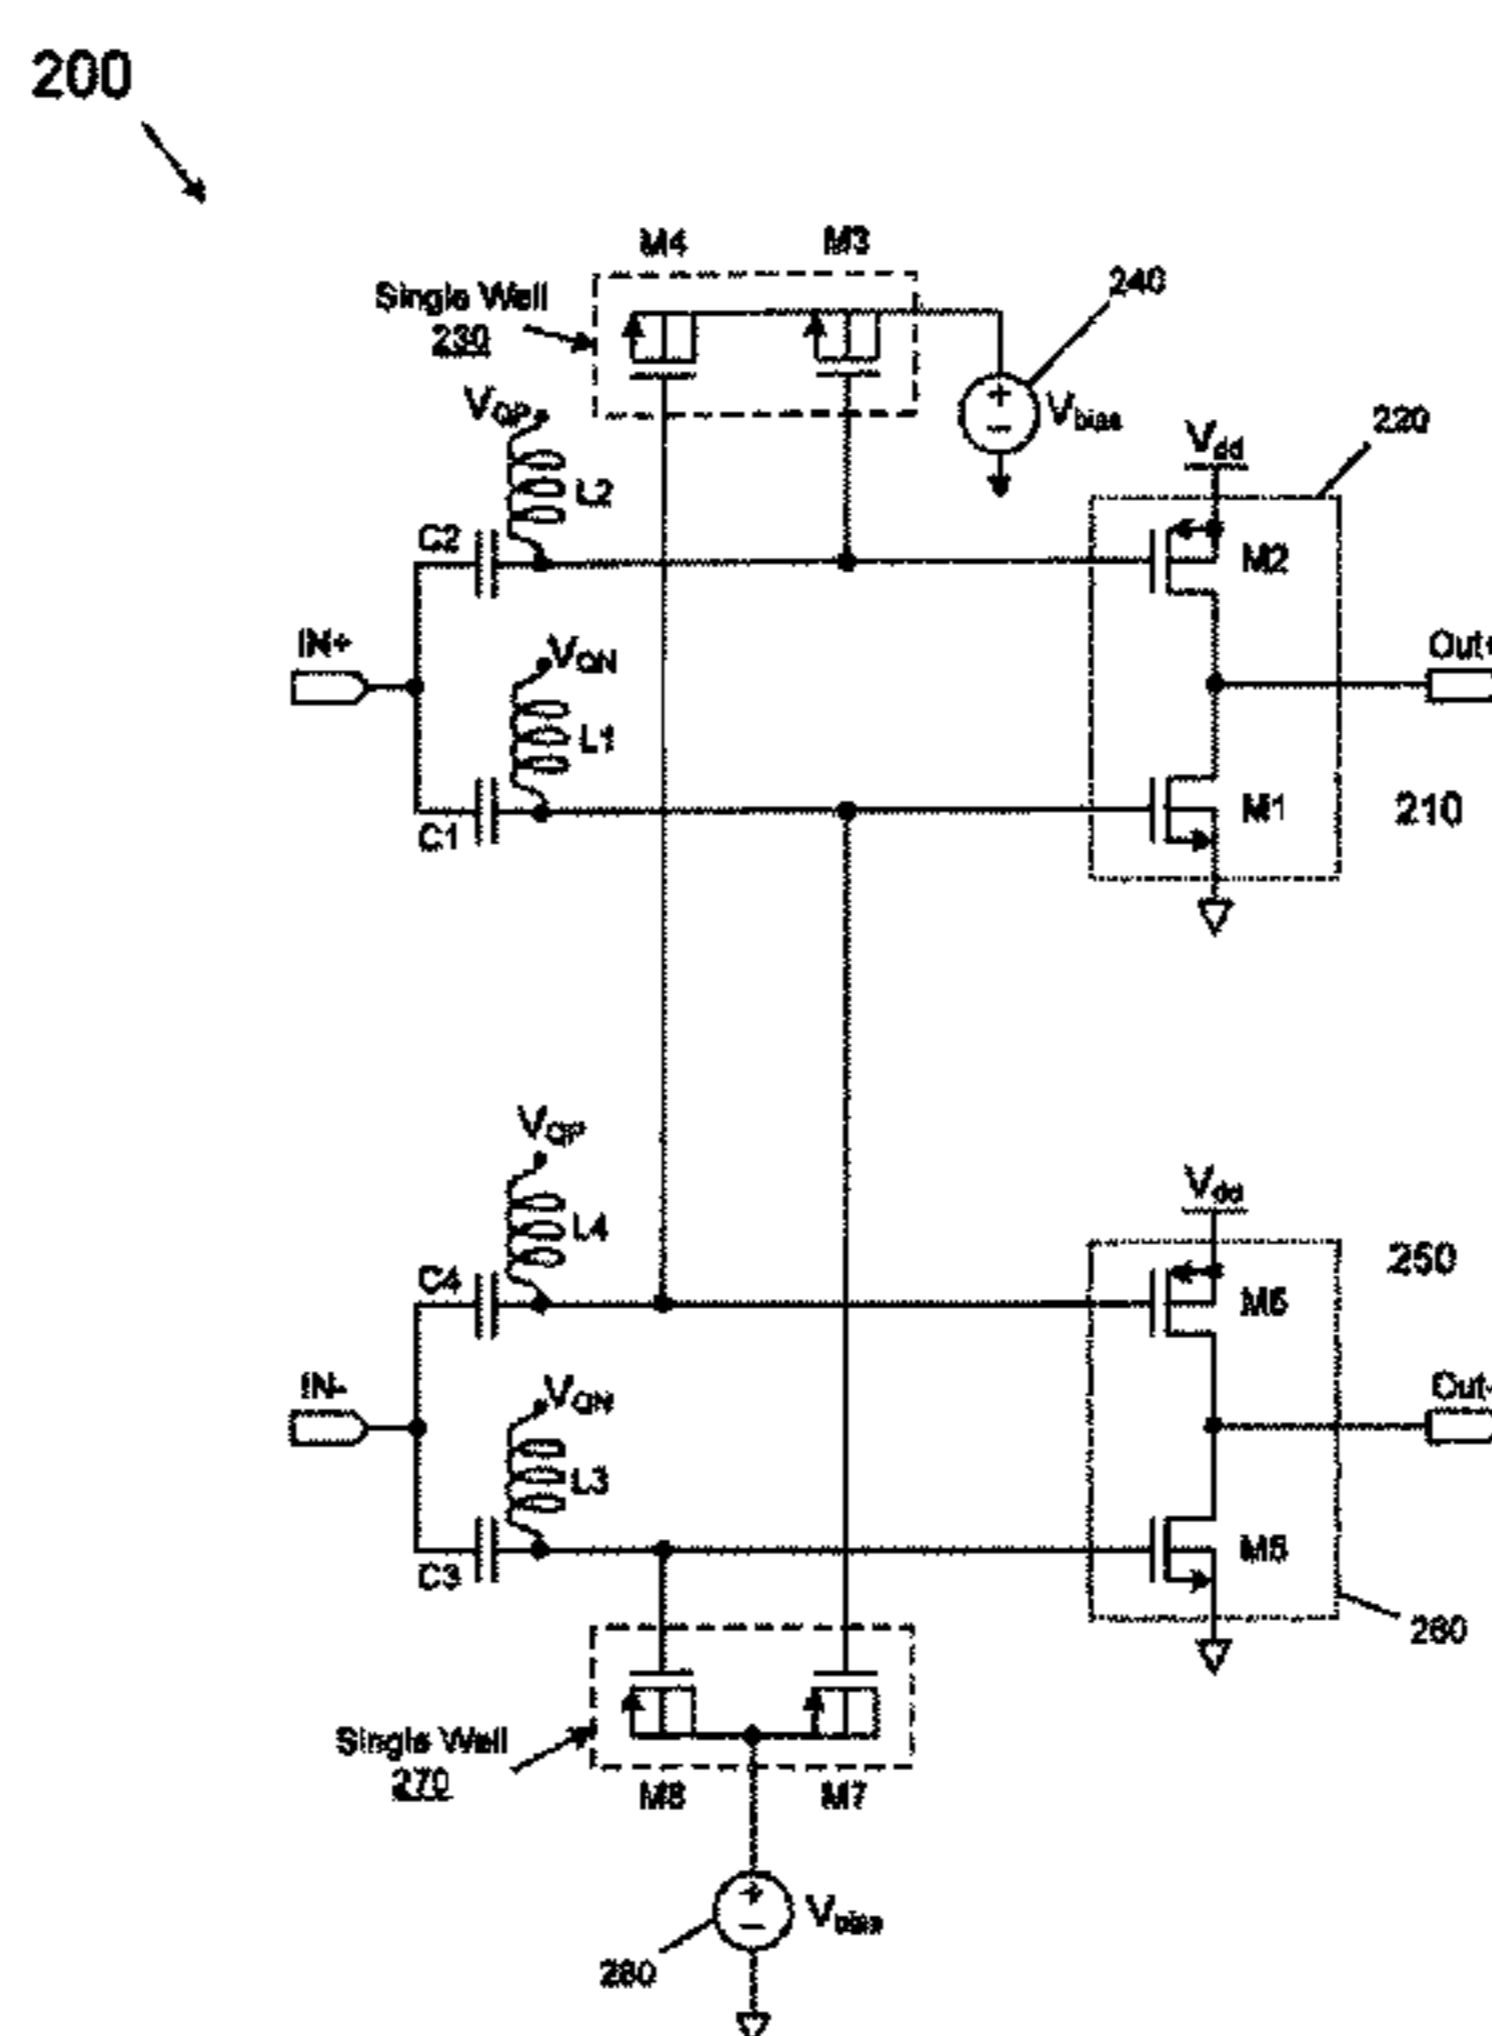 200
M4 M3
Single Well
230
240
VQP
Vbias
L2
Vdd
220
C2
M2
IN+
VQN
Out+
L1
C1
M1
210
VQP
Vdd
L4
250
C4
M6
IN-
VQN
Out-
L3
C3
M5
260
Single Well
270
M8 M7
Vbias
280